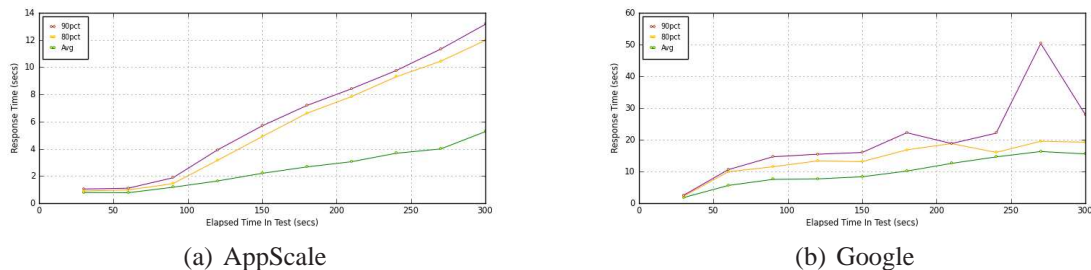 14
12
10
8
6
4
2
0
Response Time (secs)
90pct
80pct
Avg
0 50 100 150 200 250 300
Elapsed Time In Test (secs)
(a) AppScale
60
50
40
30
20
10
0
Response Time (secs)
90pct
80pct
Avg
0 50 100 150 200 250 300
Elapsed Time In Test (secs)
(b) Google